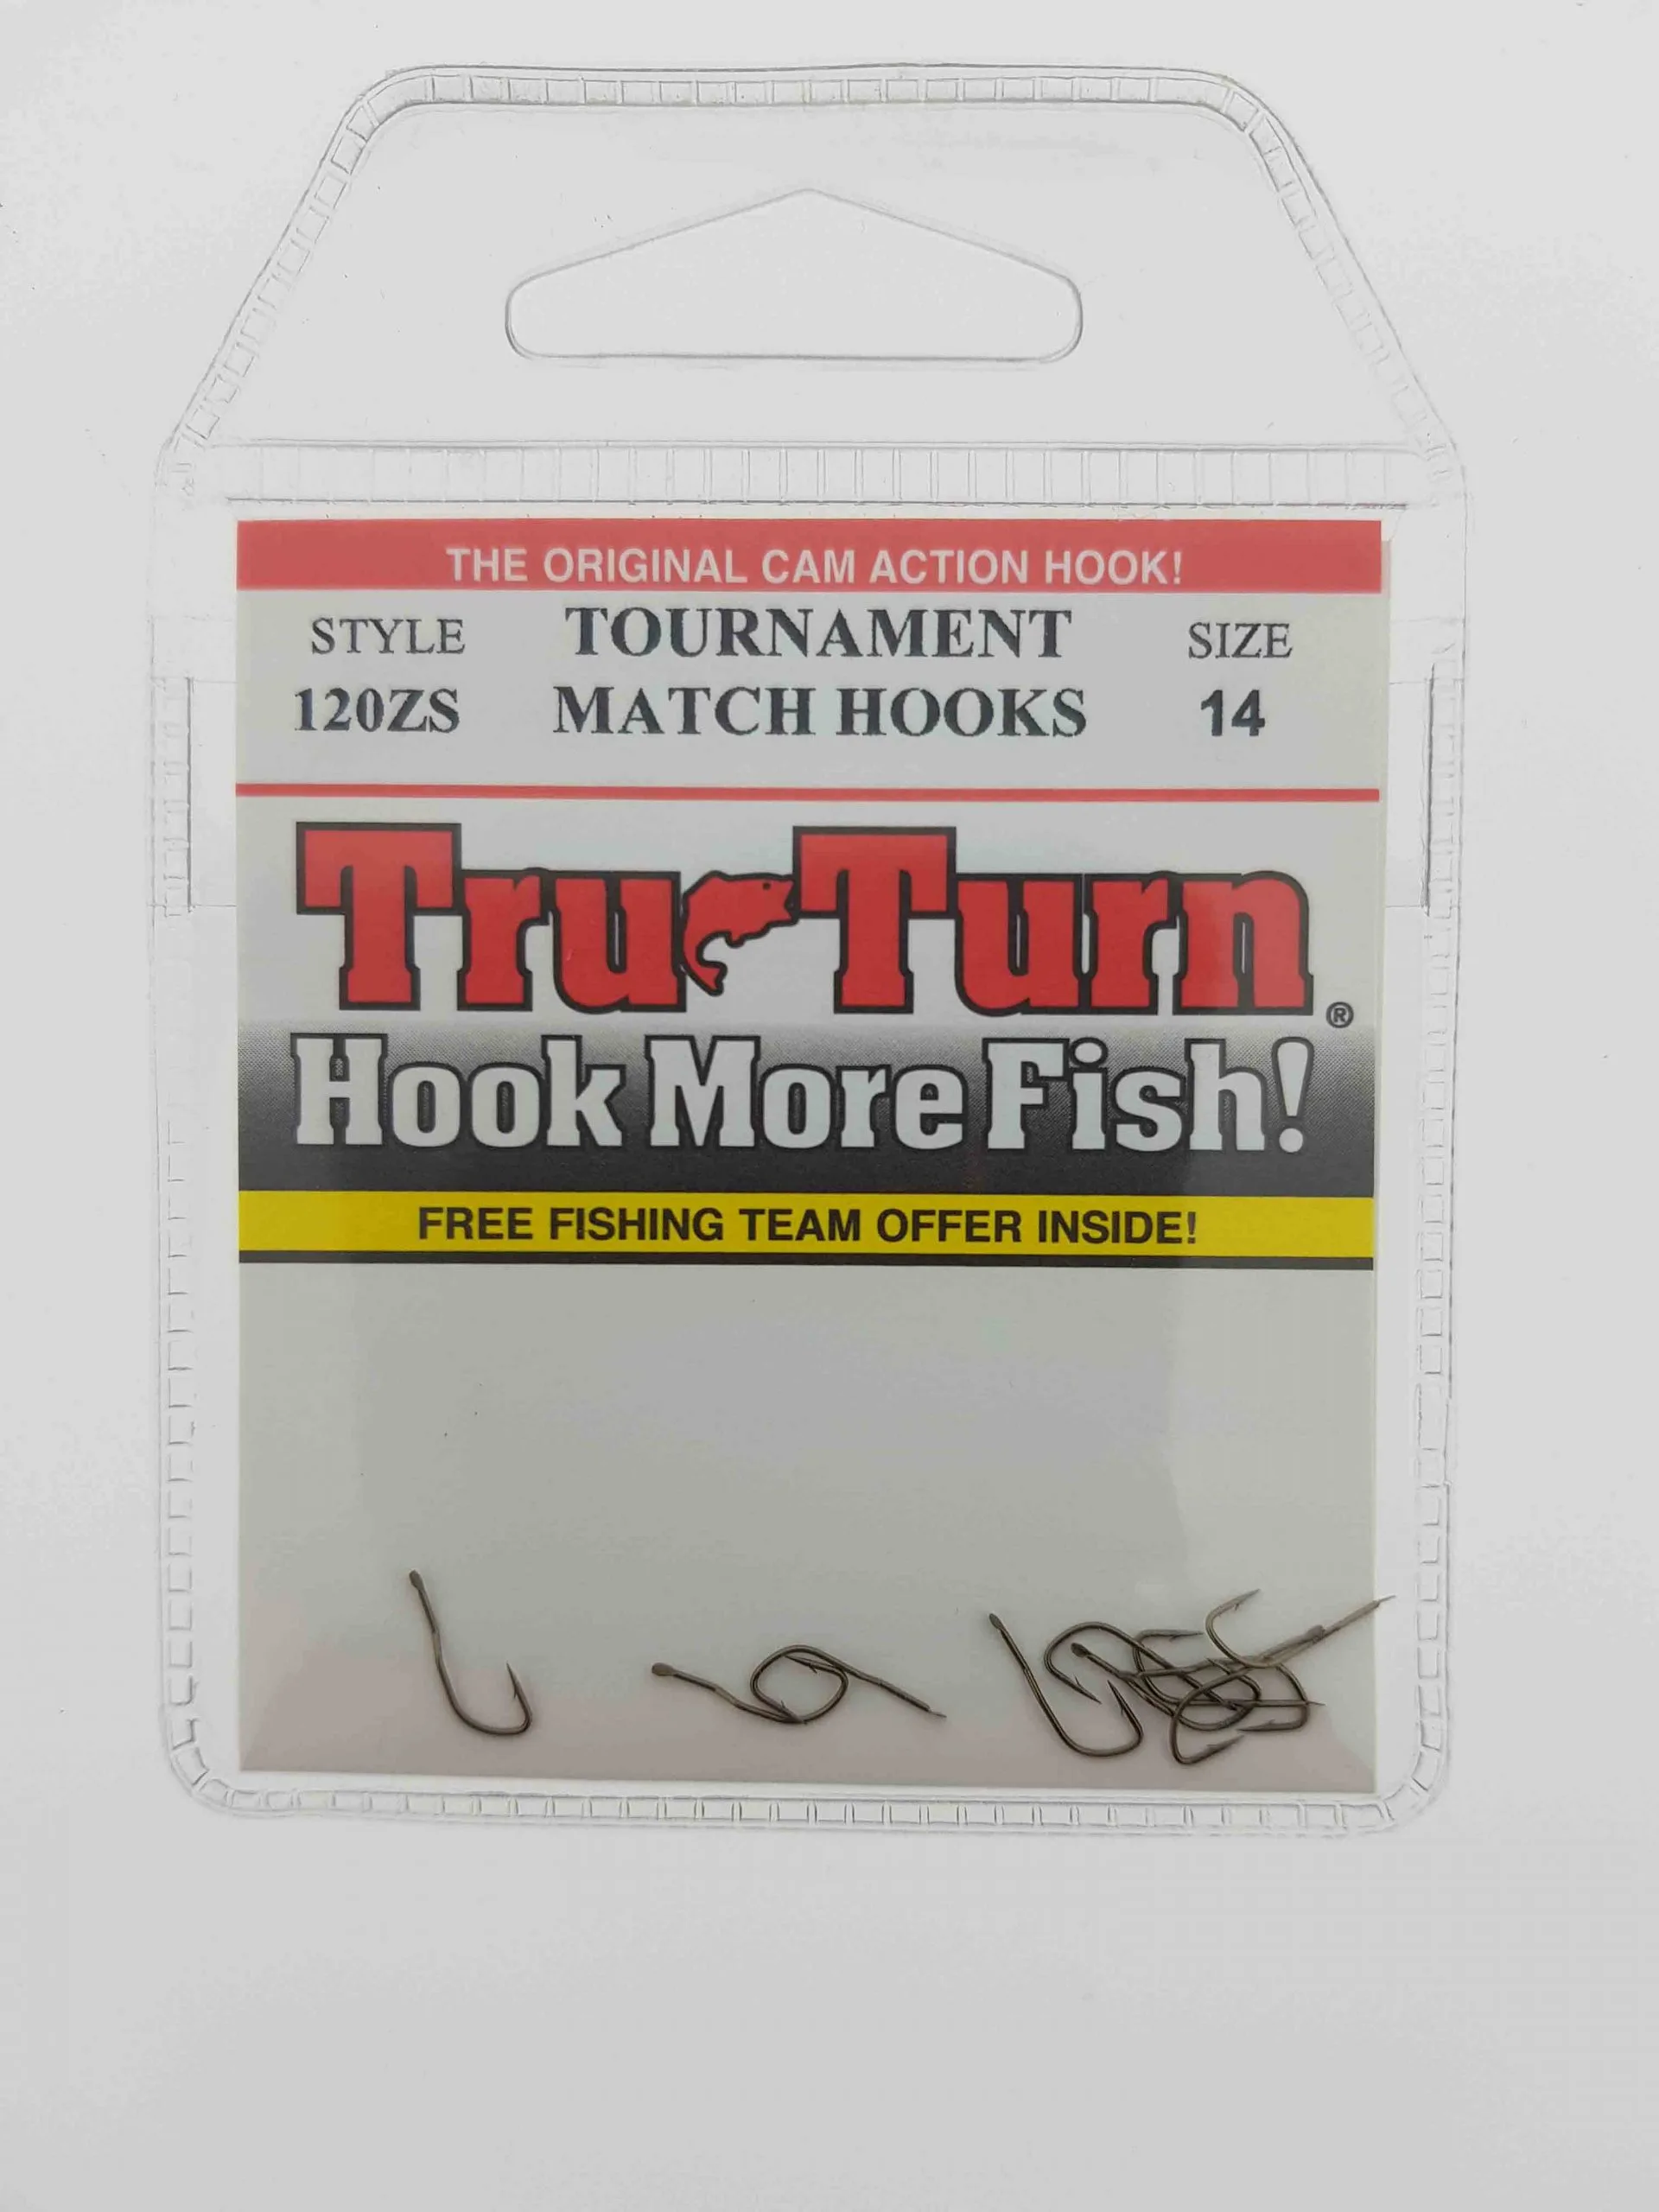 THE ORIGINAL CAM ACTION HOOK!
STYLE TOURNAMENT SIZE
120ZS MATCH HOOKS 14
Tru Turn®
Hook More Fish!
FREE FISHING TEAM OFFER INSIDE!